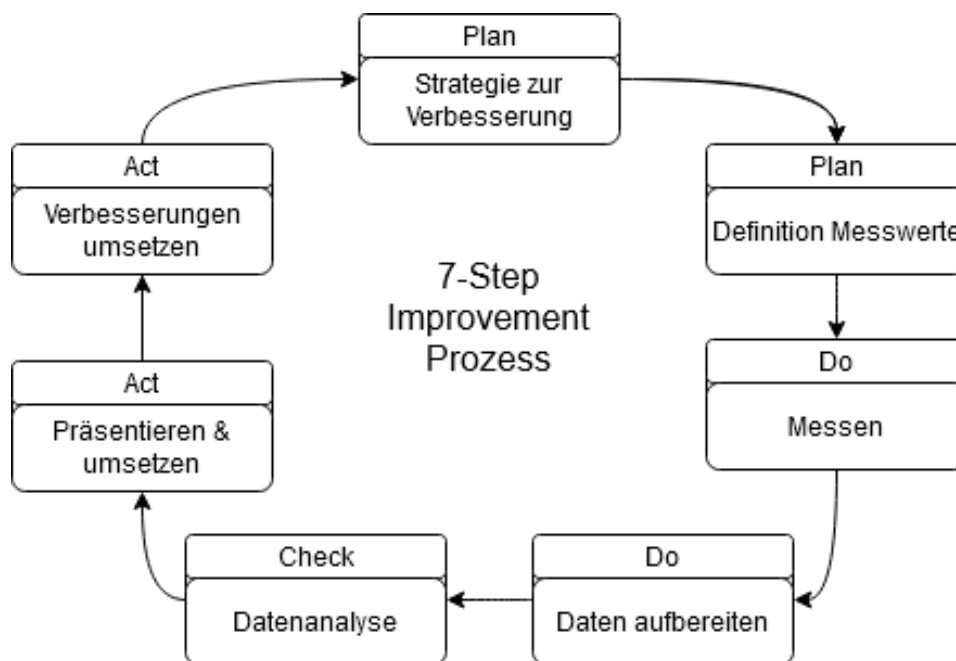 Plan
Strategie zur
Verbesserung
Plan
Definition Messwerte
Do
Messen
Do
Daten aufbereiten
Check
Datenanalyse
Act
Präsentieren &
umsetzen
Act
Verbesserungen
umsetzen
7-Step
Improvement
Prozess